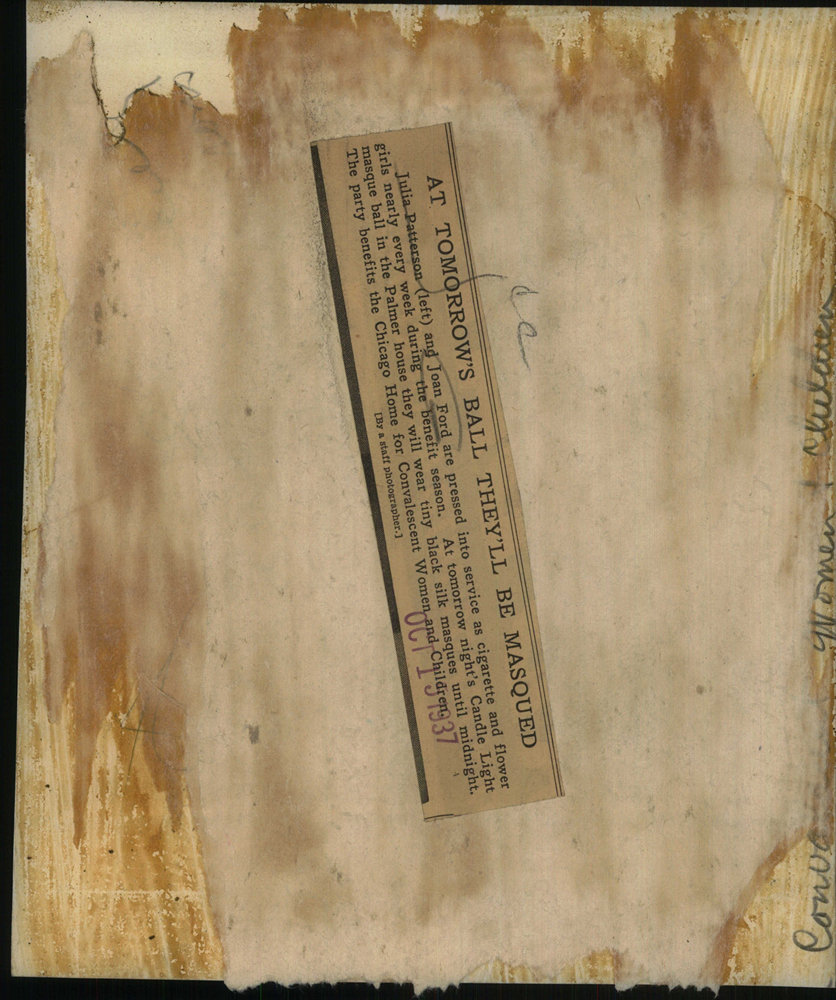 AT TOMORROW'S BALL THEY'LL BE MASQUED
Julia Patterson (left) and Joan Ford are pressed into service as cigarette and flower
girls nearly every week during the benefit season. At tomorrow night's Candle Light
masque ball in the Palmer house they will wear tiny black silk masques until midnight.
The party benefits the Chicago Home for Convalescent Women and Children.
[By a staff photographer.]
OCT 15 1937
Women + Children